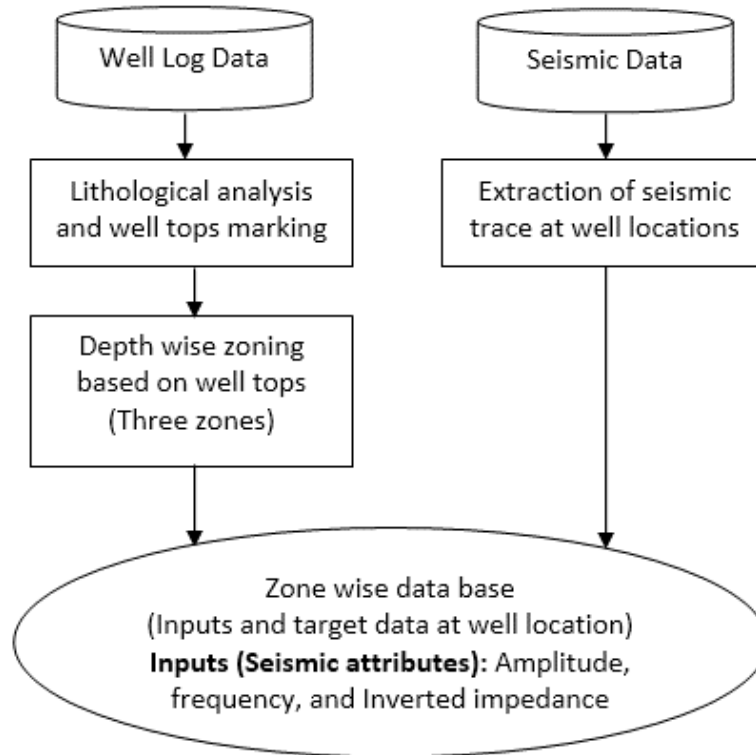 Well Log Data
Seismic Data
Lithological analysis
and well tops marking
Extraction of seismic
trace at well locations
Depth wise zoning
based on well tops
(Three zones)
Zone wise data base
(Inputs and target data at well location)
Inputs (Seismic attributes): Amplitude,
frequency, and Inverted impedance